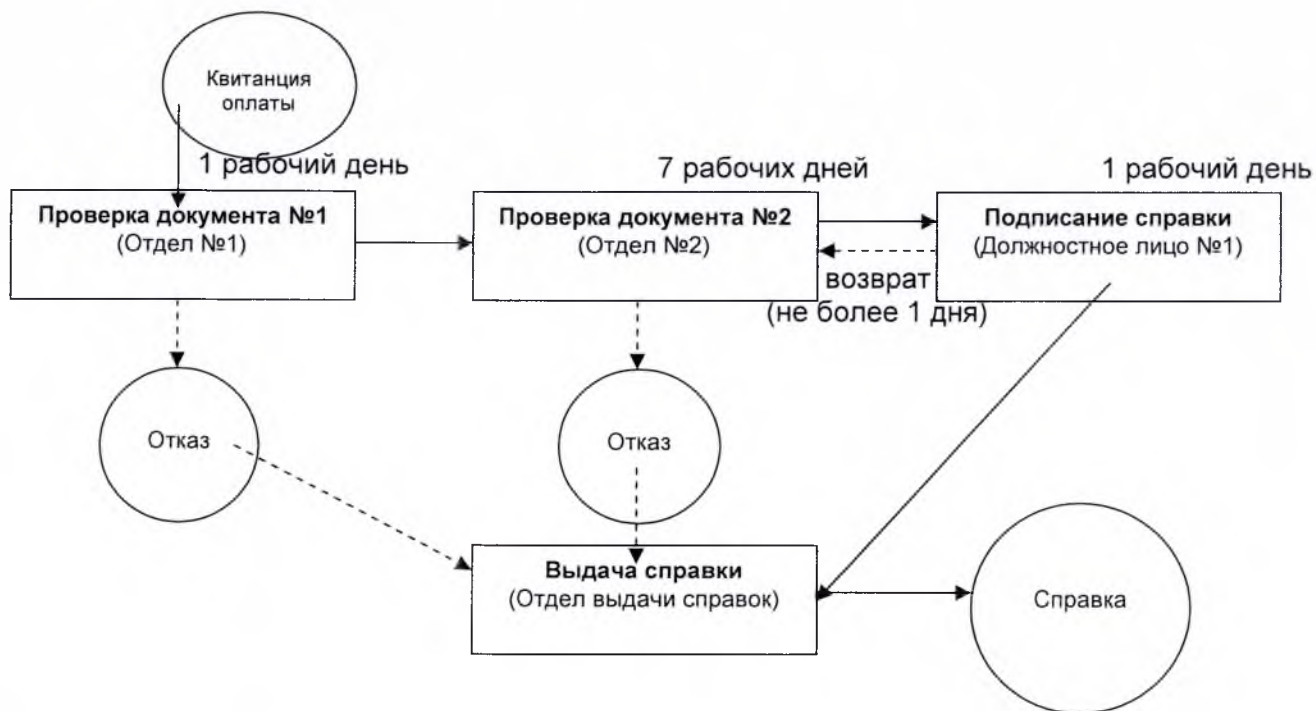 Квитанция
оплаты
1 рабочий день
7 рабочих дней
1 рабочий день
Проверка документа №1
(Отдел №1)
Проверка документа №2
(Отдел №2)
Подписание справки
(Должностное лицо №1)
возврат
(не более 1 дня)
Отказ
Отказ
Выдача справки
(Отдел выдачи справок)
Справка